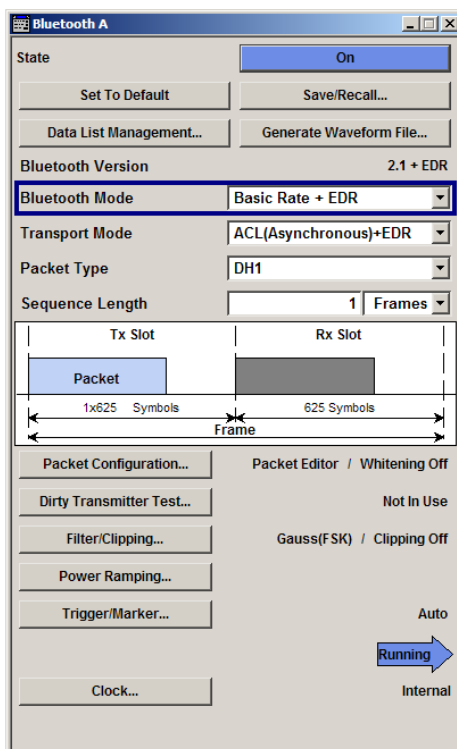 Bluetooth A
State On
Set To Default Save/Recall...
Data List Management... Generate Waveform File...
Bluetooth Version 2.1 + EDR
Bluetooth Mode Basic Rate + EDR
Transport Mode ACL(Asynchronous)+EDR
Packet Type DH1
Sequence Length 1 Frames
Tx Slot Rx Slot
Packet
1x625 Symbols 625 Symbols
Frame
Packet Configuration... Packet Editor / Whitening Off
Dirty Transmitter Test... Not In Use
Filter/Clipping... Gauss(FSK) / Clipping Off
Power Ramping...
Trigger/Marker... Auto
Running
Clock... Internal